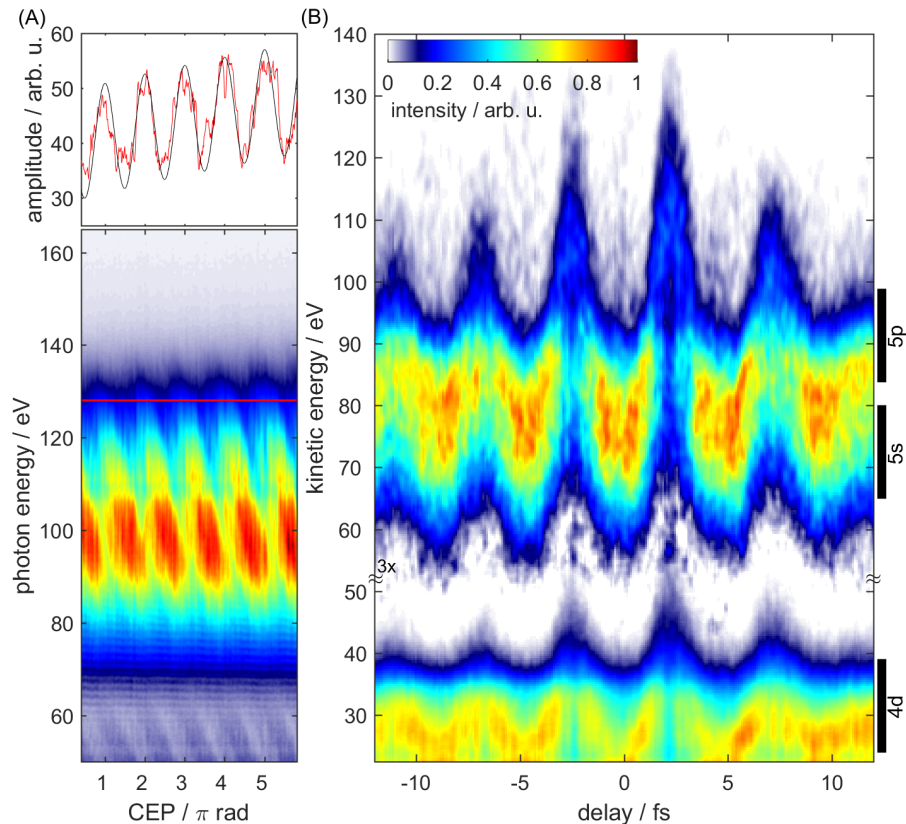 (A)
amplitude / arb. u.
60
50
40
30
photon energy / eV
160
140
120
100
80
60
1 2 3 4 5
CEP / π rad
(B)
kinetic energy / eV
140
130
120
110
100
90
80
70
60
50
40
30
0 0.2 0.4 0.6 0.8 1
intensity / arb. u.
3x
≈ ≈
5p
5s
4d
-10 -5 0 5 10
delay / fs